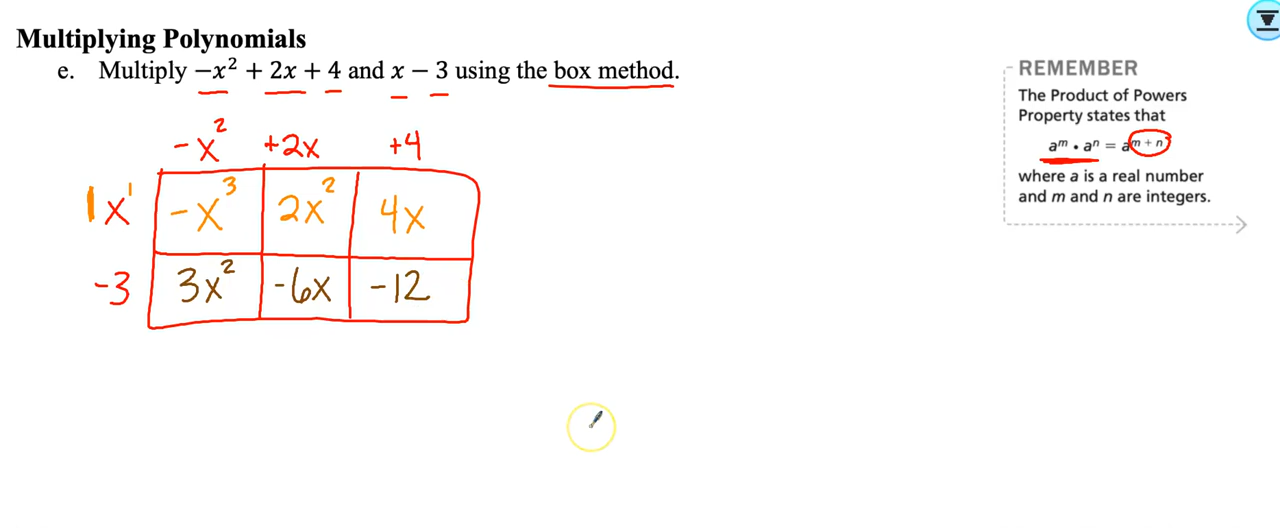 Multiplying Polynomials
e. Multiply −x² + 2x + 4 and x − 3 using the box method.
-x² +2x +4
1x¹ -x³ 2x² 4x
-3 3x² -6x -12
REMEMBER
The Product of Powers
Property states that
aᵐ • aⁿ = aᵐ ⁺ ⁿ
where a is a real number
and m and n are integers.